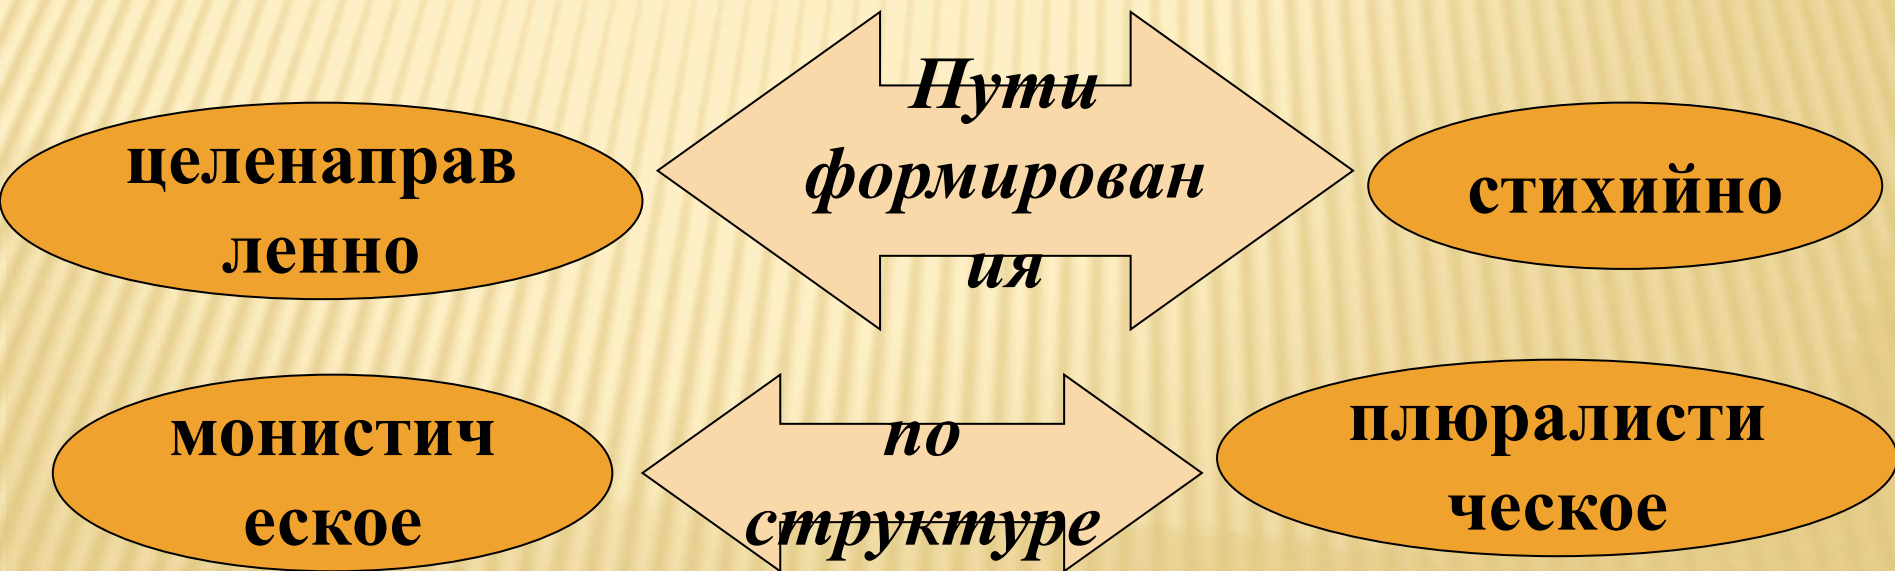 целенаправ
ленно
Пути
формирован
ия
стихийно
монистич
еское
по
структуре
плюралисти
ческое